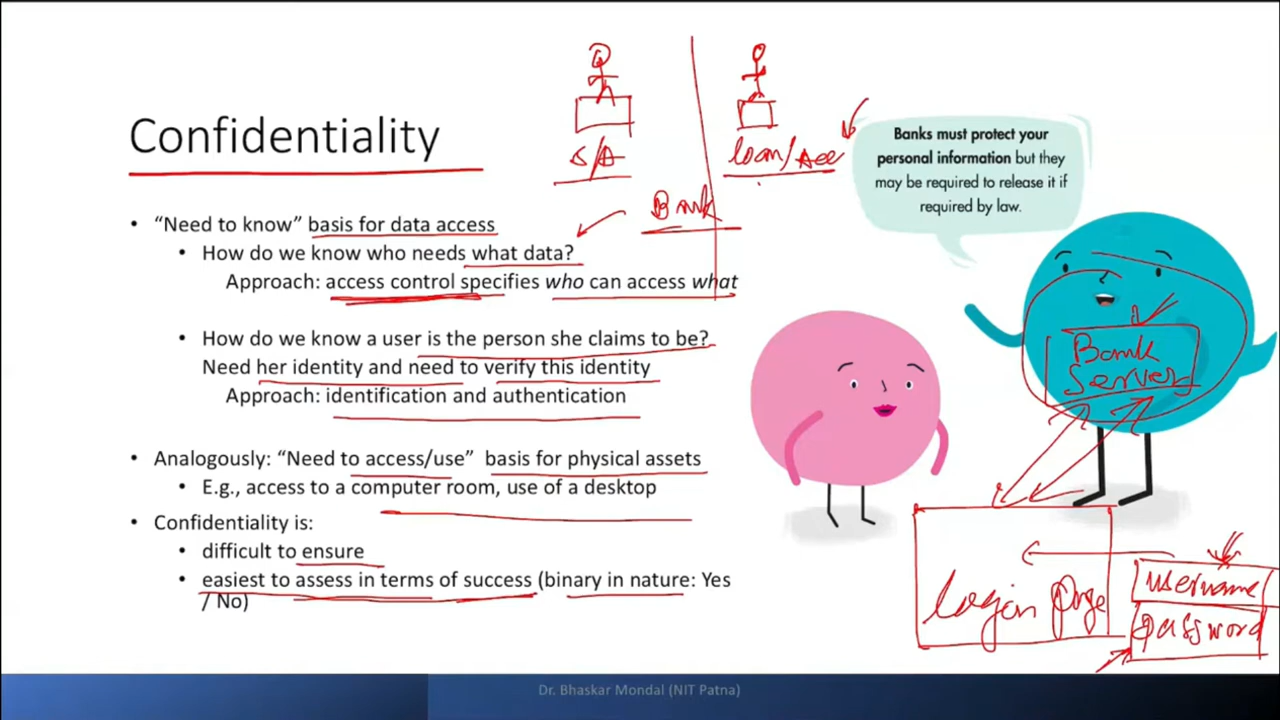 S/A
loan/Acc
Bank
Confidentiality
• “Need to know” basis for data access
• How do we know who needs what data?
Approach: access control specifies who can access what
• How do we know a user is the person she claims to be?
Need her identity and need to verify this identity
Approach: identification and authentication
• Analogously: “Need to access/use” basis for physical assets
• E.g., access to a computer room, use of a desktop
• Confidentiality is:
• difficult to ensure
• easiest to assess in terms of success (binary in nature: Yes
/ No)
Banks must protect your
personal information but they
may be required to release it if
required by law.
Bank
Server
login page
username
password
Dr. Bhaskar Mondal (NIT Patna)